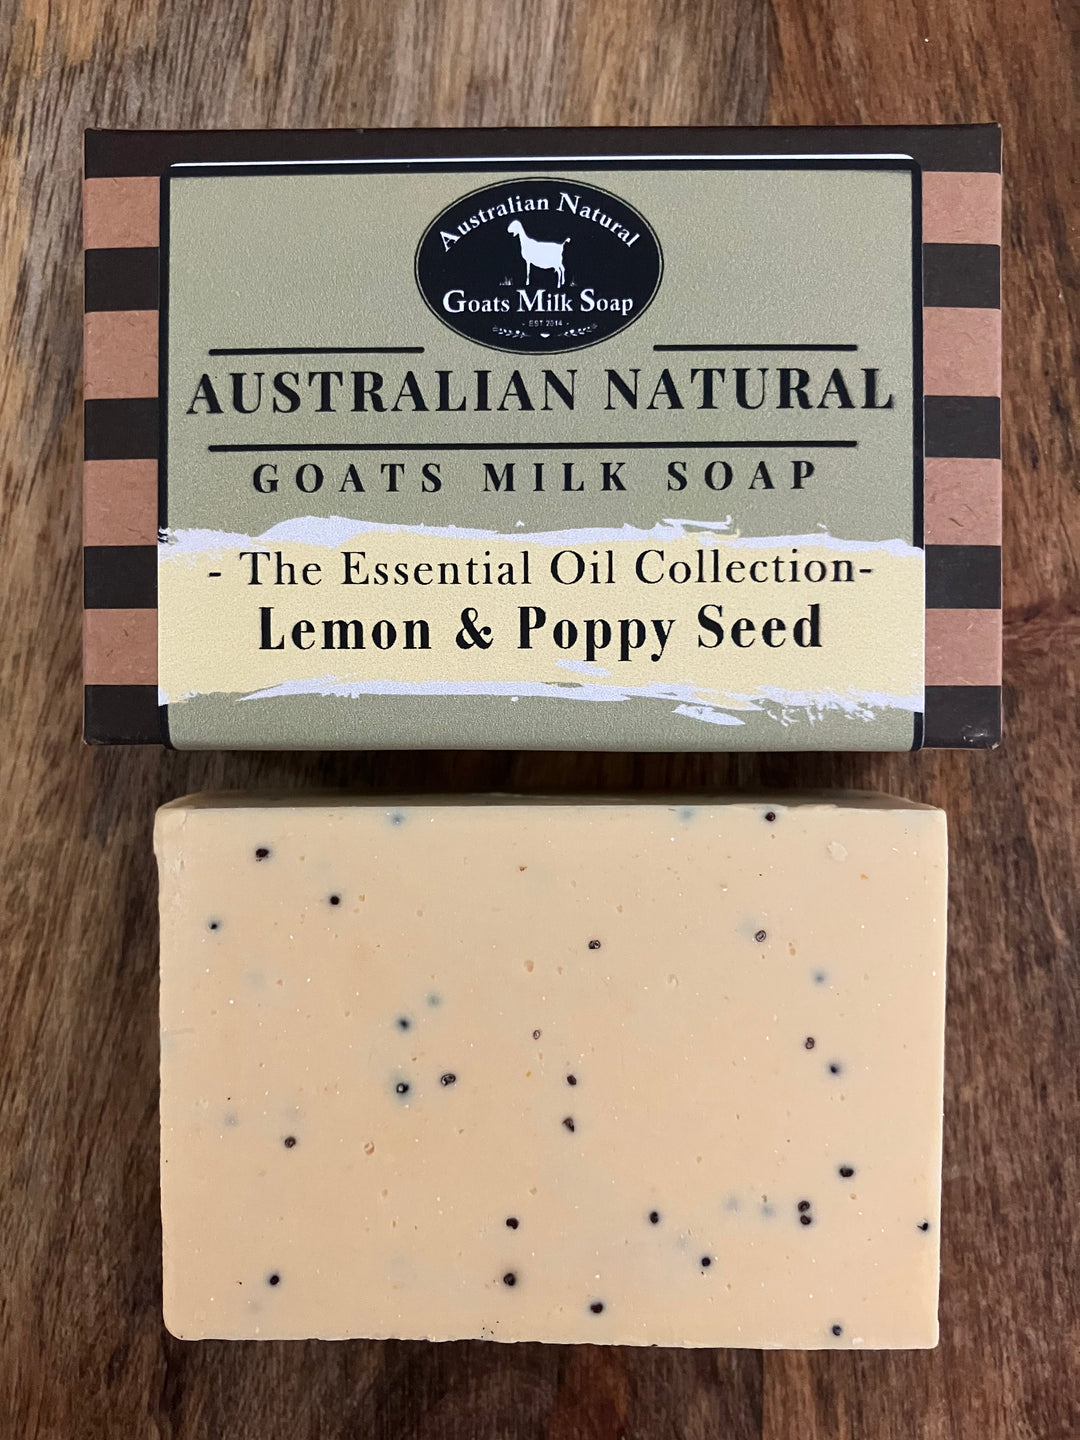 Australian Natural
Goats Milk Soap
- EST 2014 -
AUSTRALIAN NATURAL
GOATS MILK SOAP
- The Essential Oil Collection-
Lemon & Poppy Seed